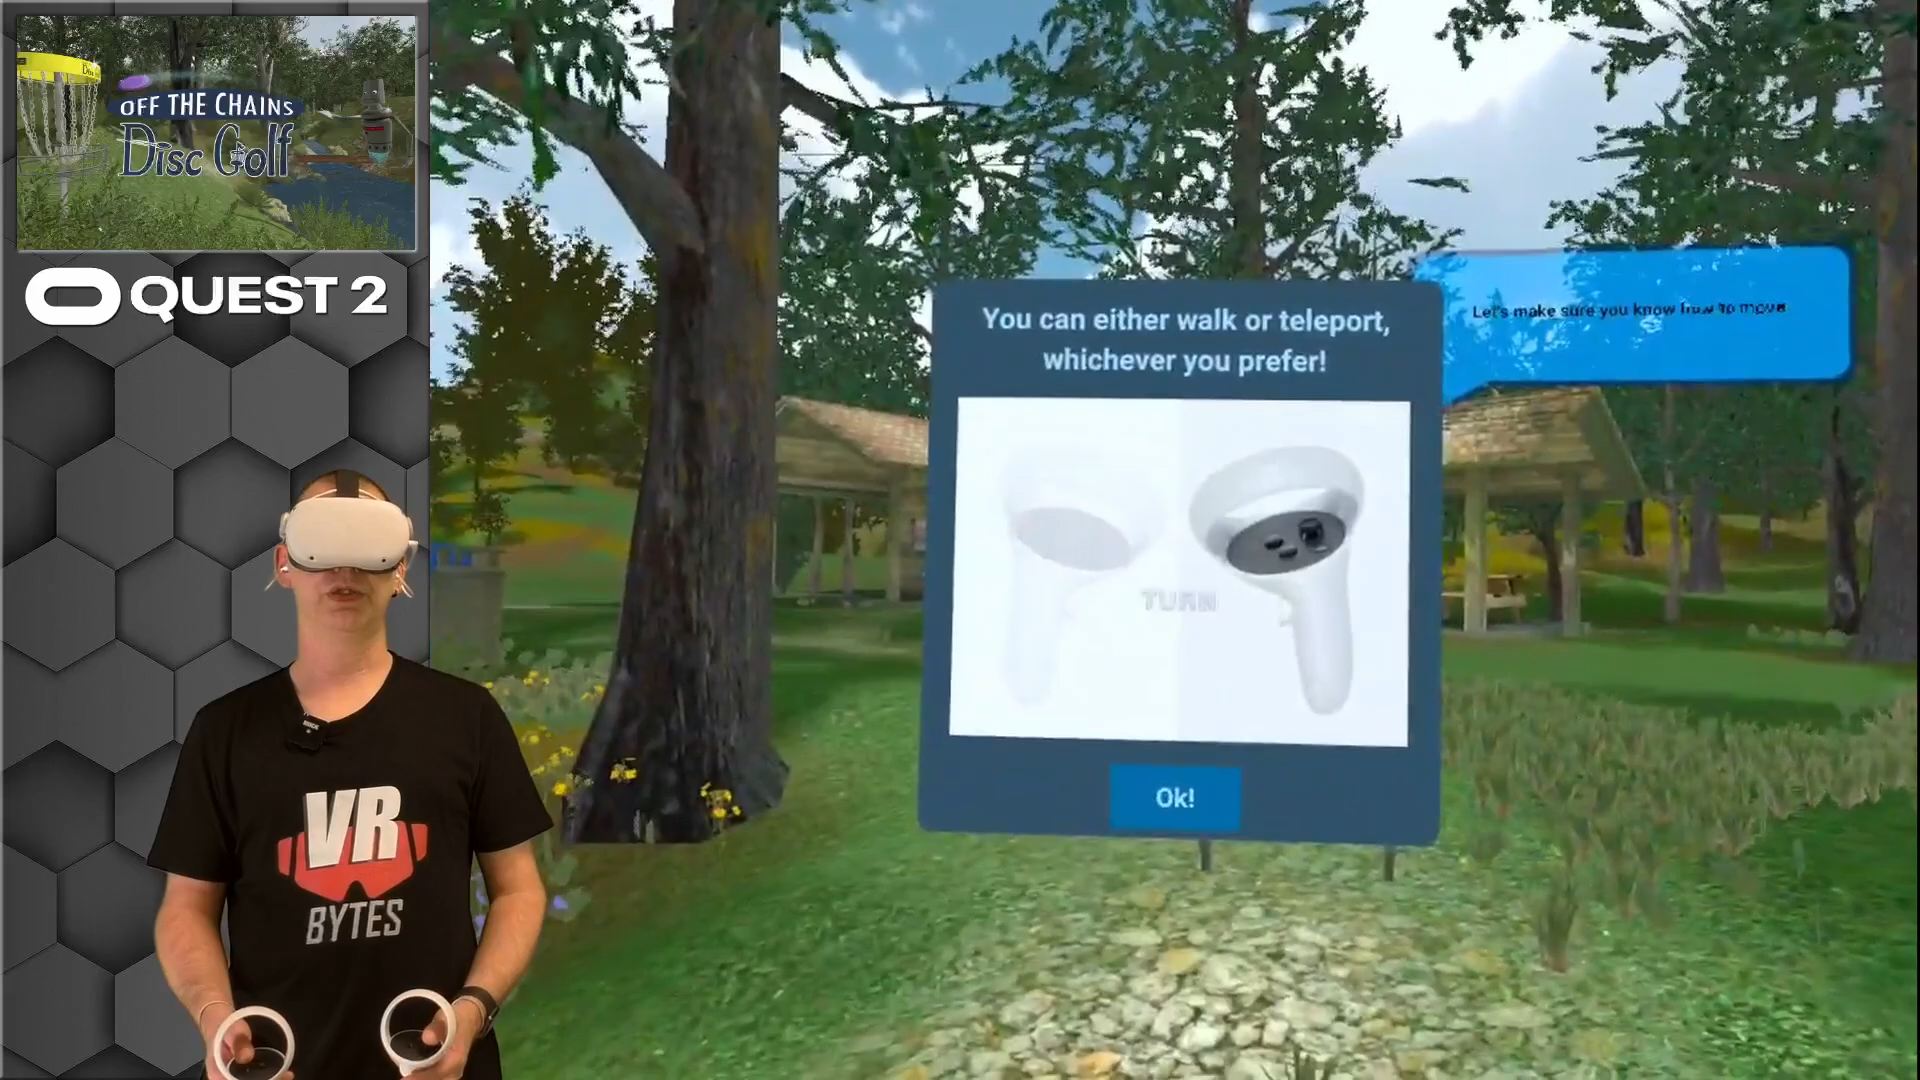 OFF THE CHAINS
Disc Golf
QUEST 2
You can either walk or teleport,
whichever you prefer!
Let's make sure you know how to move
TURN
Ok!
VR
BYTES